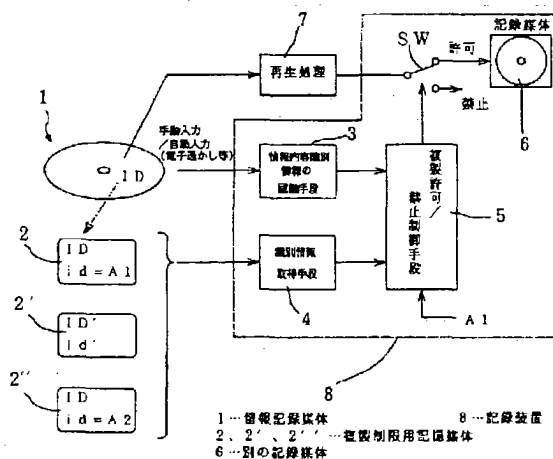 記録媒体
7
SW
許可
再生処理
禁止
6
1
手動入力
/自動入力
(電子透かし等)
3
ID
情報内容識別
情報の
認識手段
複製許可/
禁止制御手段
5
2
ID
id=A1
識別情報
取得手段
4
2'
ID'
id'
A1
2''
ID
id=A2
8
1…情報記録媒体
8…記録装置
2、2'、2''…複製制限用記憶媒体
6…別の記録媒体